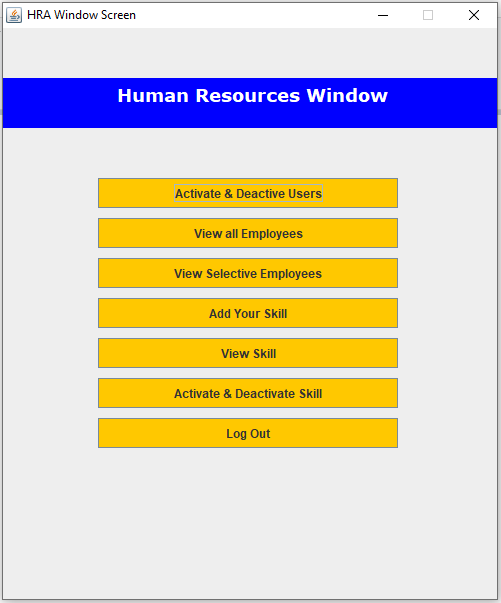 HRA Window Screen
Human Resources Window
Activate & Deactive Users
View all Employees
View Selective Employees
Add Your Skill
View Skill
Activate & Deactivate Skill
Log Out